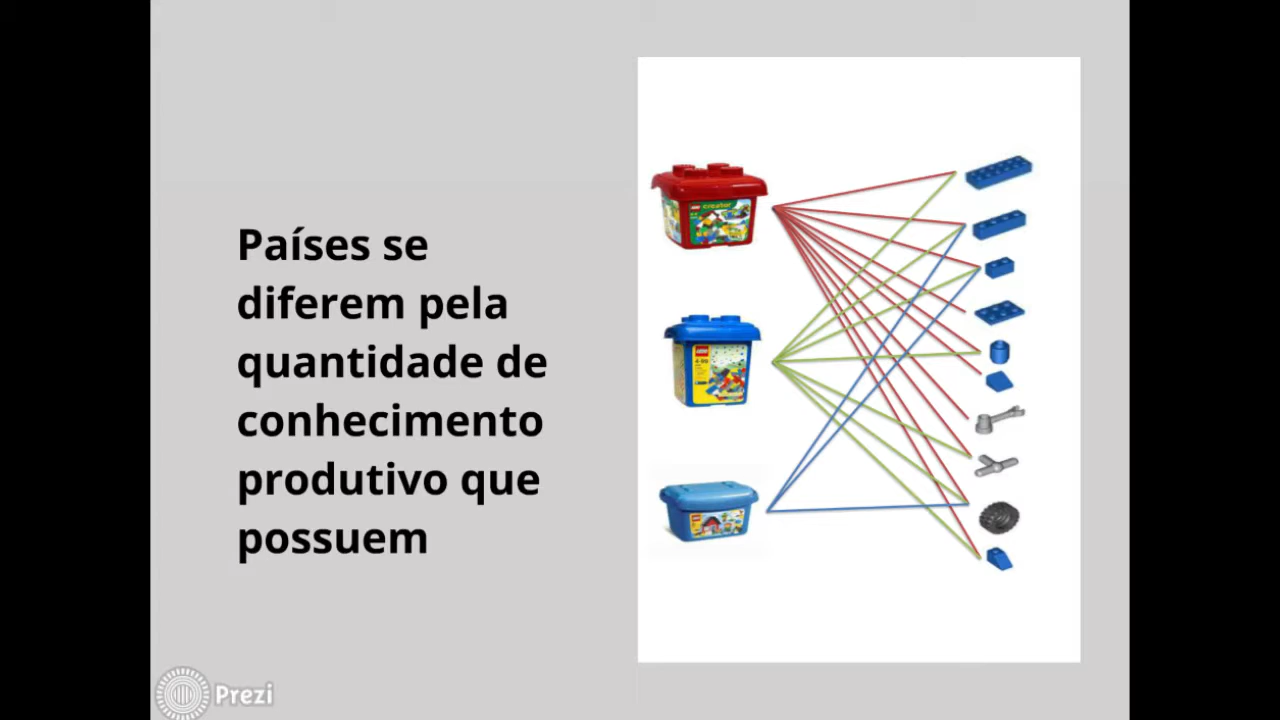 Países se
diferem pela
quantidade de
conhecimento
produtivo que
possuem
Prezi